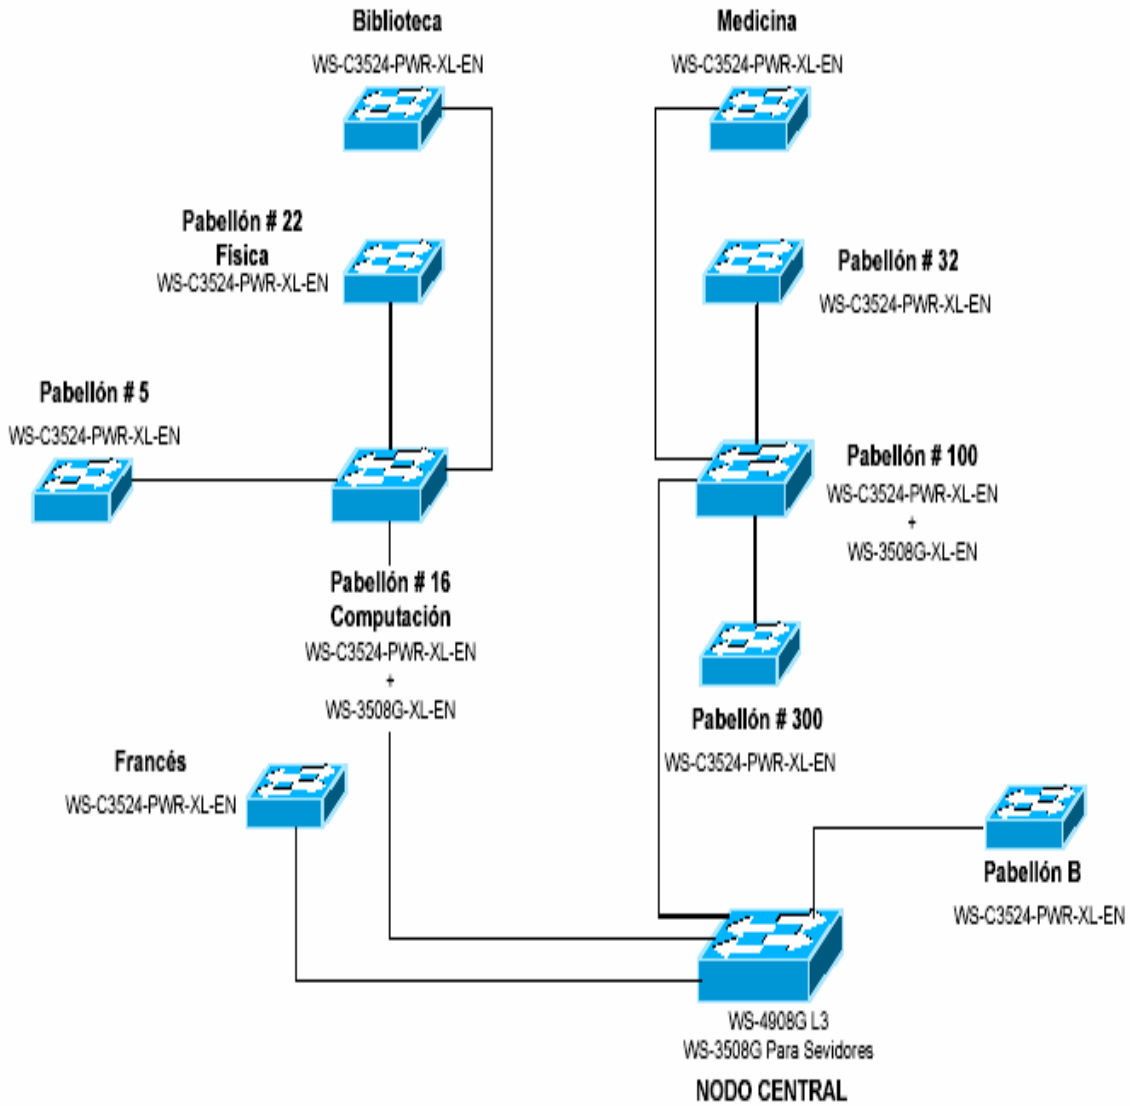 Biblioteca
WS-C3524-PWR-XL-EN
Medicina
WS-C3524-PWR-XL-EN
Pabellón # 22
Física
WS-C3524-PWR-XL-EN
Pabellón # 32
WS-C3524-PWR-XL-EN
Pabellón # 5
WS-C3524-PWR-XL-EN
Pabellón # 100
WS-C3524-PWR-XL-EN
+
WS-3508G-XL-EN
Pabellón # 16
Computación
WS-C3524-PWR-XL-EN
+
WS-3508G-XL-EN
Pabellón # 300
WS-C3524-PWR-XL-EN
Francés
WS-C3524-PWR-XL-EN
Pabellón B
WS-C3524-PWR-XL-EN
WS-4908G L3
WS-3508G Para Sevidores
NODO CENTRAL